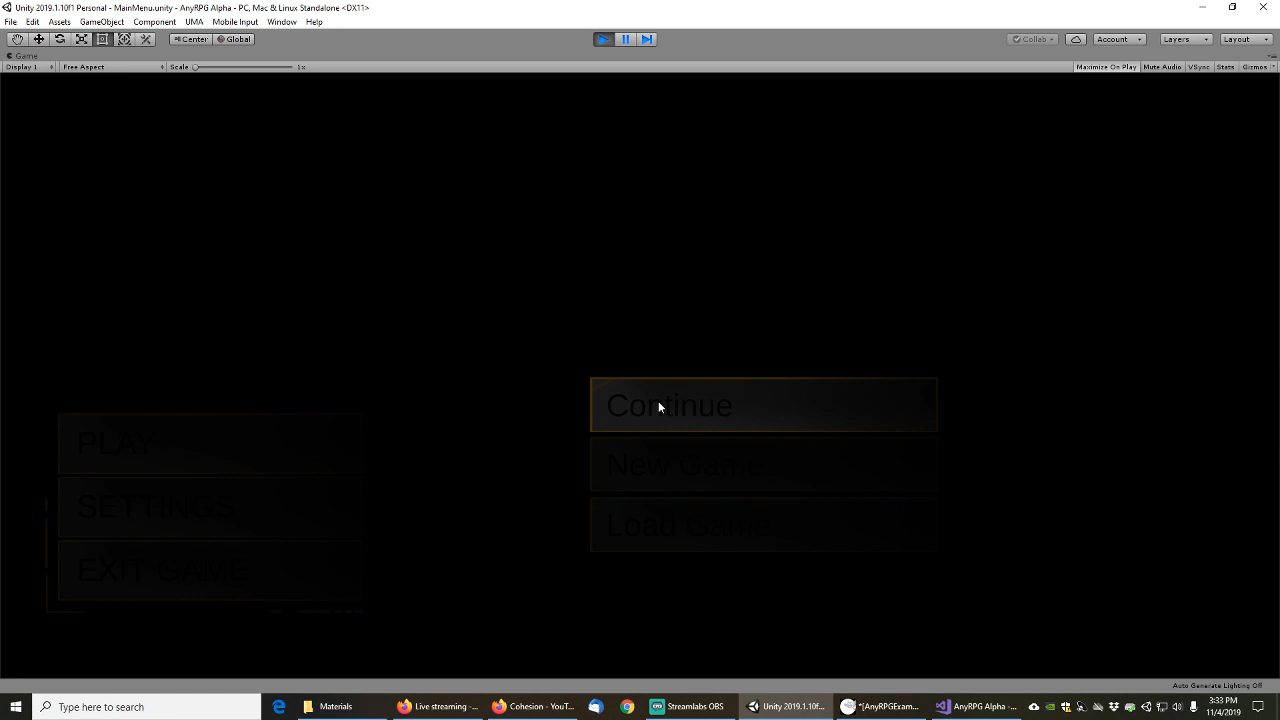 Unity 2019.1.10f1 Personal - MainMenu.unity - AnyRPG Alpha - PC, Mac & Linux Standalone <DX11>
File Edit Assets GameObject Component UMA Mobile Input Window Help
Center Global Collab Account Layers Layout
Game
Display 1 Free Aspect Scale 1x Maximize On Play Mute Audio VSync Stats Gizmos
Continue
PLAY
New Game
SETTINGS
Load Game
EXIT GAME
Auto Generate Lighting Off
Type here to search Materials Live streaming -... Cohesion - YouT... Streamlabs OBS Unity 2019.1.10f... *[AnyRPGExam... AnyRPG Alpha -...
3:33 PM
11/4/2019